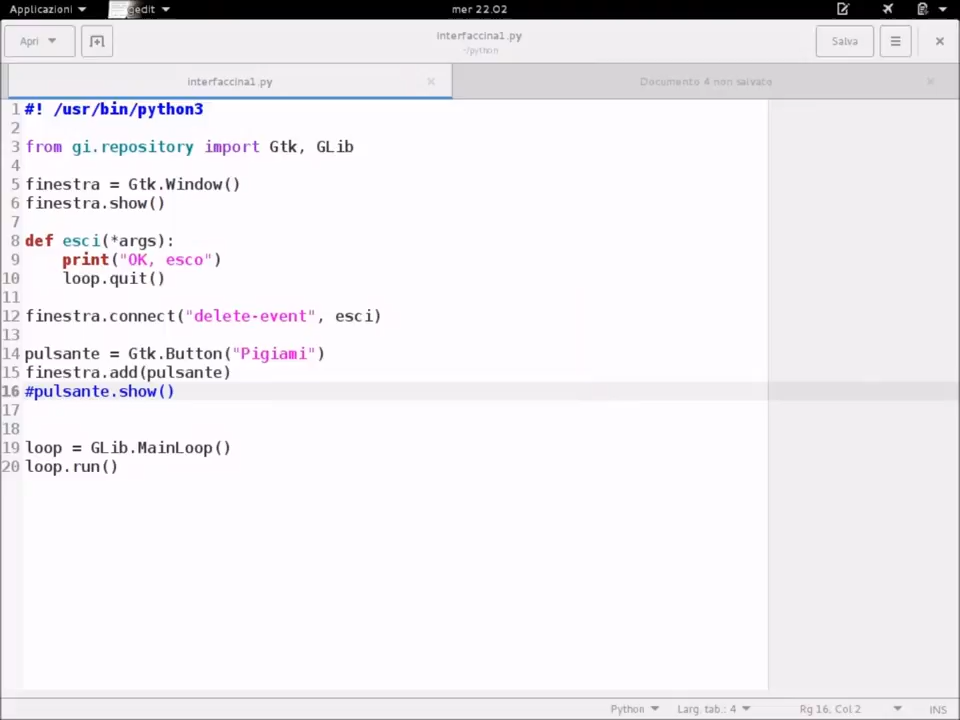 Applicazioni gedit mer 22.02
Apri interfaccina1.py Salva
~/python
interfaccina1.py Documento 4 non salvato
1 #! /usr/bin/python3
2
3 from gi.repository import Gtk, GLib
4
5 finestra = Gtk.Window()
6 finestra.show()
7
8 def esci(*args):
9     print("OK, esco")
10     loop.quit()
11
12 finestra.connect("delete-event", esci)
13
14 pulsante = Gtk.Button("Pigiami")
15 finestra.add(pulsante)
16 #pulsante.show()
17
18
19 loop = GLib.MainLoop()
20 loop.run()
Python Larg. tab.: 4 Rg 16, Col 2 INS